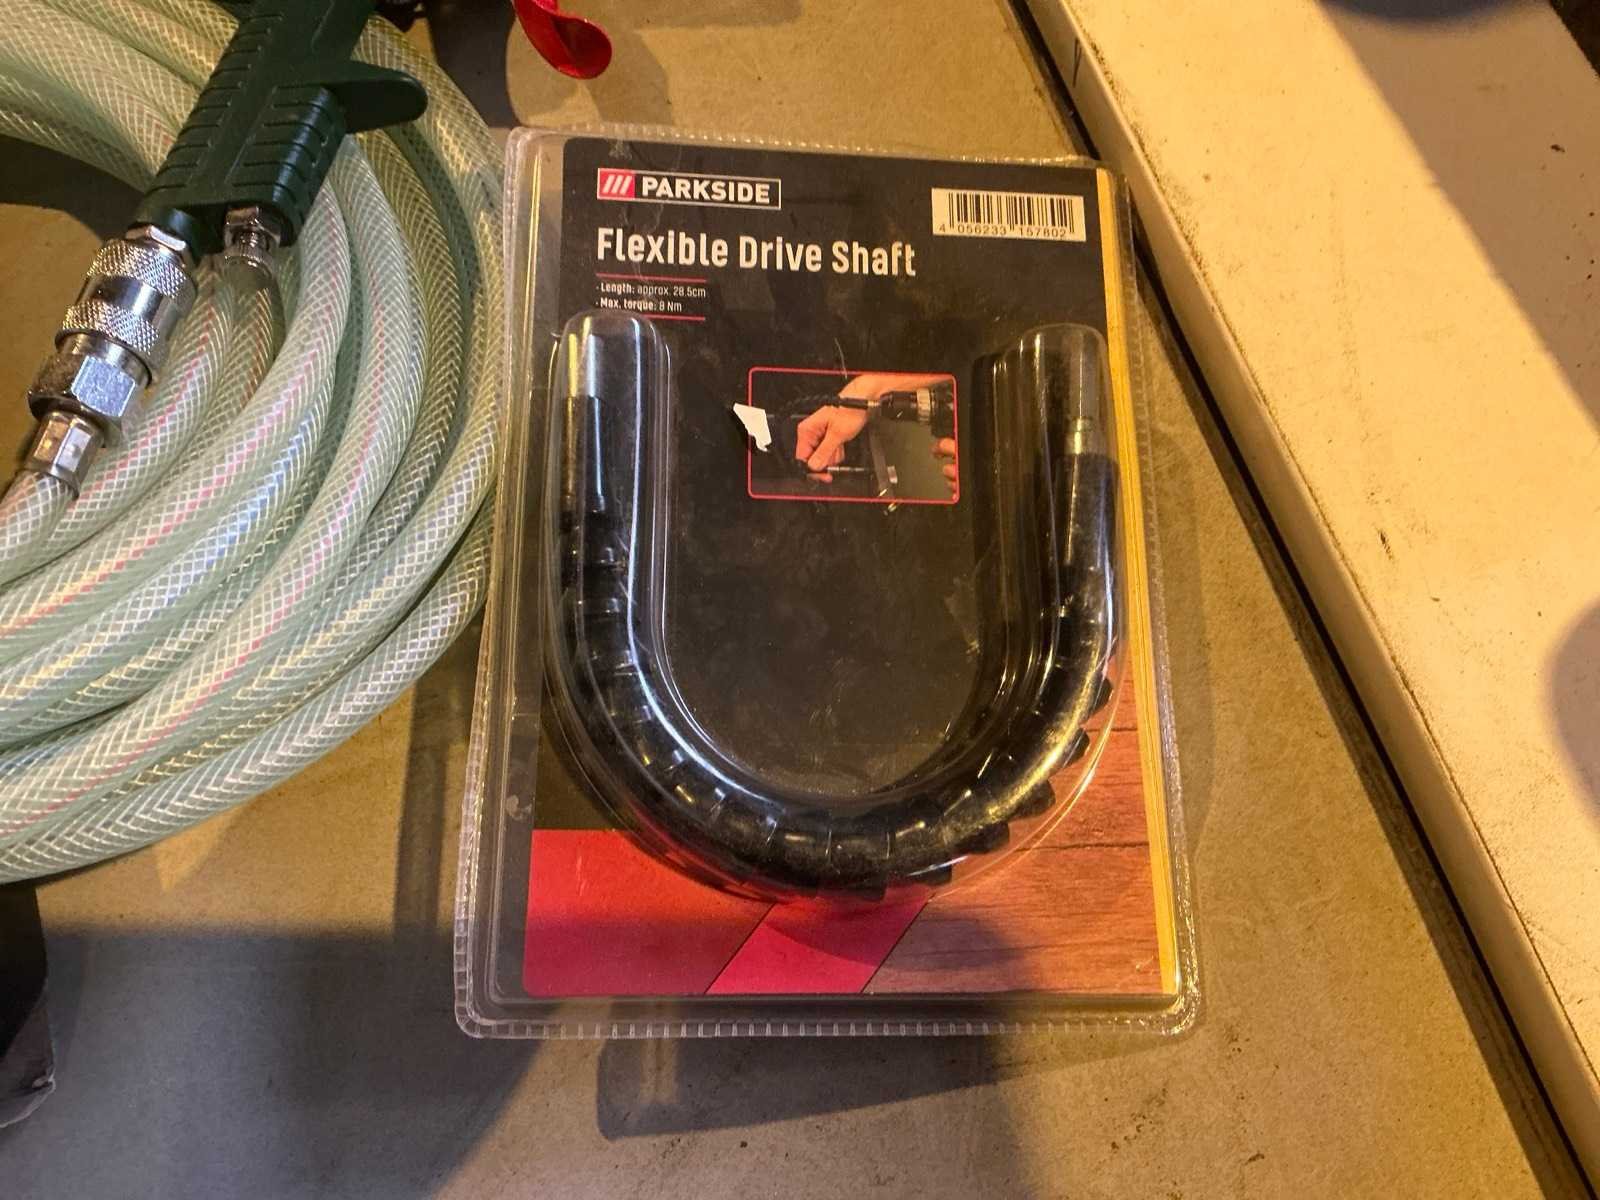 PARKSIDE
4 056233 157802
Flexible Drive Shaft
· Length: approx. 28.5cm
· Max. torque: 8 Nm